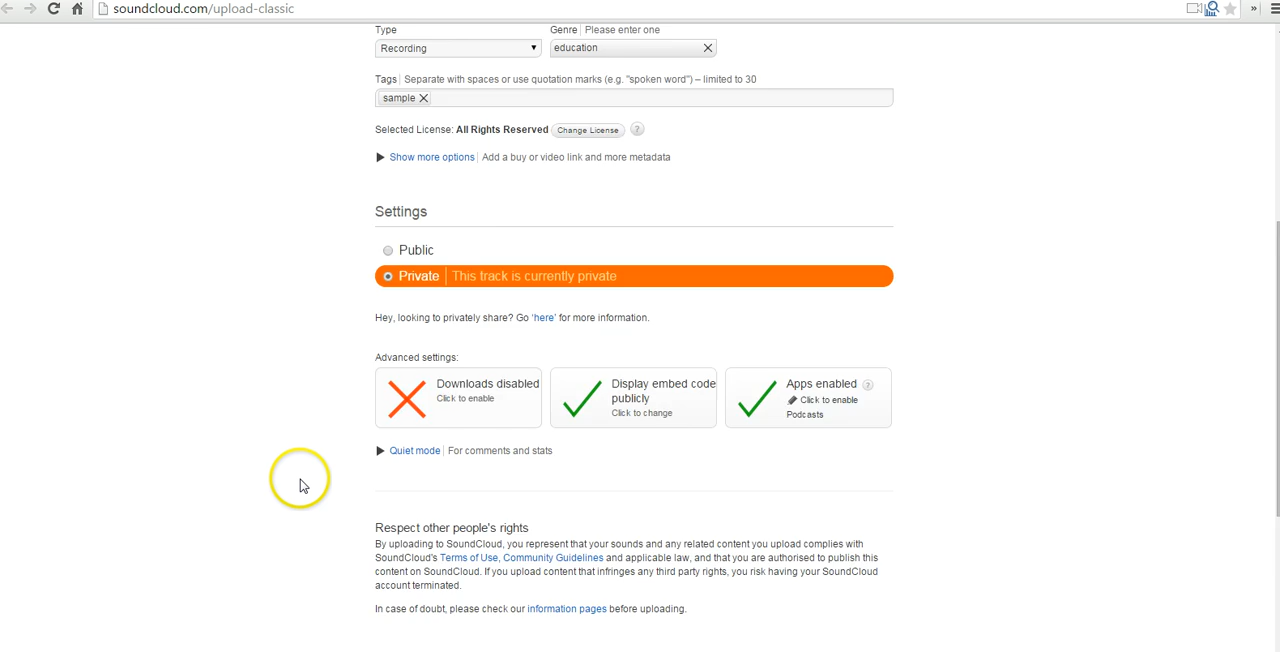 soundcloud.com/upload-classic
»
Type
Genre Please enter one
Recording
education
Tags Separate with spaces or use quotation marks (e.g. "spoken word") – limited to 30
sample
Selected License: All Rights Reserved Change License ?
Show more options Add a buy or video link and more metadata
Settings
Public
Private This track is currently private
Hey, looking to privately share? Go 'here' for more information.
Advanced settings:
Downloads disabled
Click to enable
Display embed code
publicly
Click to change
Apps enabled ?
Click to enable
Podcasts
Quiet mode For comments and stats
Respect other people's rights
By uploading to SoundCloud, you represent that your sounds and any related content you upload complies with
SoundCloud's Terms of Use, Community Guidelines and applicable law, and that you are authorised to publish this
content on SoundCloud. If you upload content that infringes any third party rights, you risk having your SoundCloud
account terminated.
In case of doubt, please check our information pages before uploading.